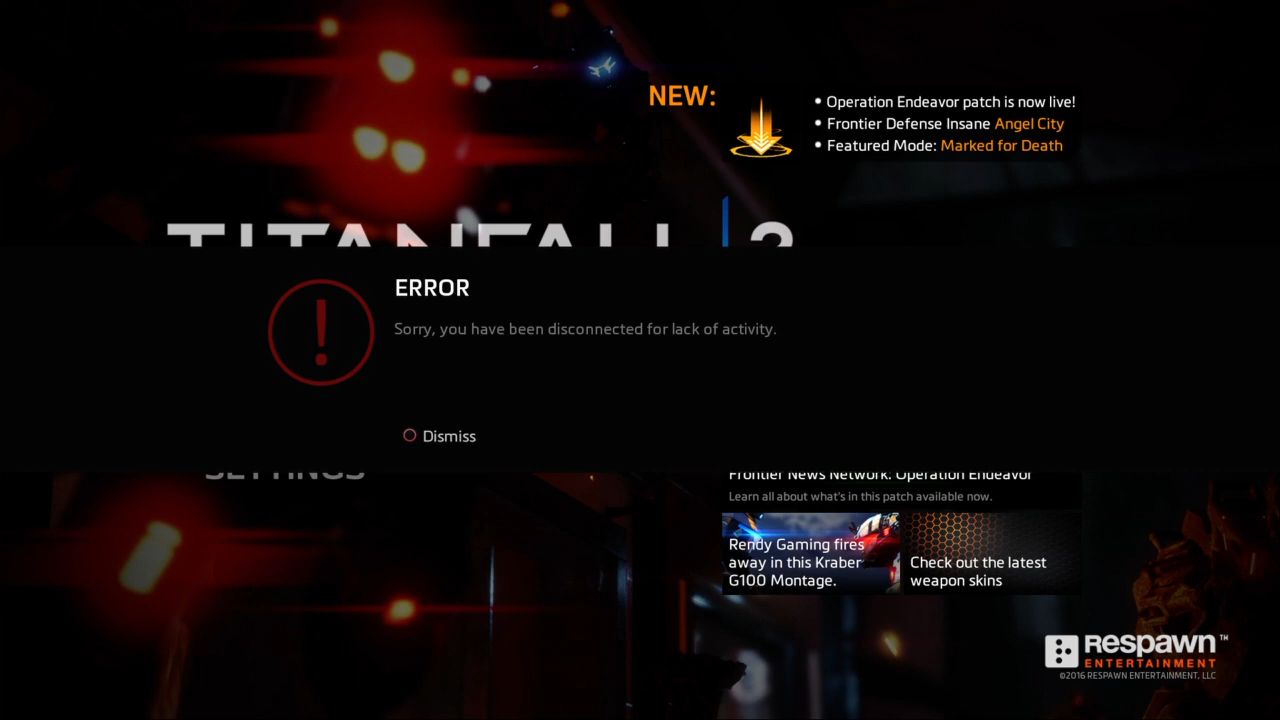 NEW:
• Operation Endeavor patch is now live!
• Frontier Defense Insane Angel City
• Featured Mode: Marked for Death
TITANFALL 2
ERROR
Sorry, you have been disconnected for lack of activity.
Dismiss
SETTINGS
Frontier News Network: Operation Endeavor
Learn all about what's in this patch available now.
Rendy Gaming fires
away in this Kraber
G100 Montage.
Check out the latest
weapon skins
Respawn™
ENTERTAINMENT
©2016 RESPAWN ENTERTAINMENT, LLC